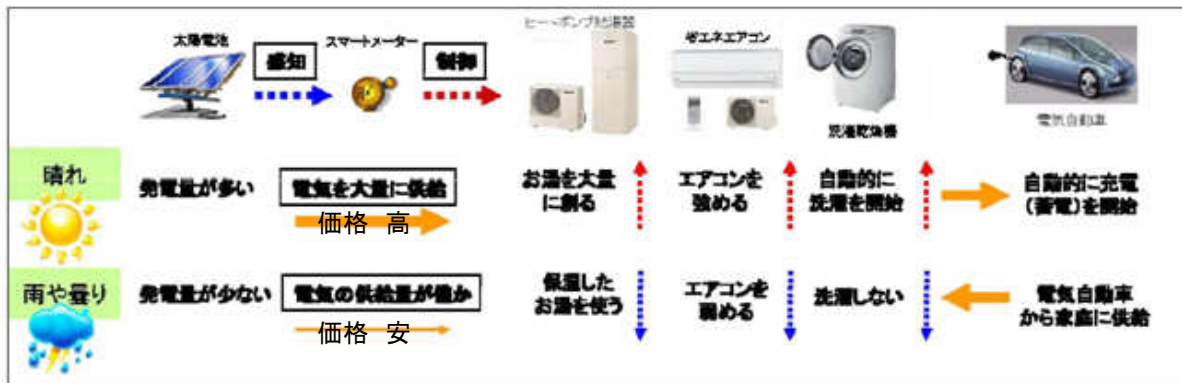 ヒートポンプ給湯器
太陽電池
感知
スマートメーター
制御
省エネエアコン
洗濯乾燥機
電気自動車
晴れ
発電量が多い
電気を大量に供給
価格 高
お湯を大量
に創る
エアコンを
強める
自動的に
洗濯を開始
自動的に充電
(蓄電)を開始
雨や曇り
発電量が少ない
電気の供給量が僅か
価格 安
保温した
お湯を使う
エアコンを
弱める
洗濯しない
電気自動車
から家庭に供給